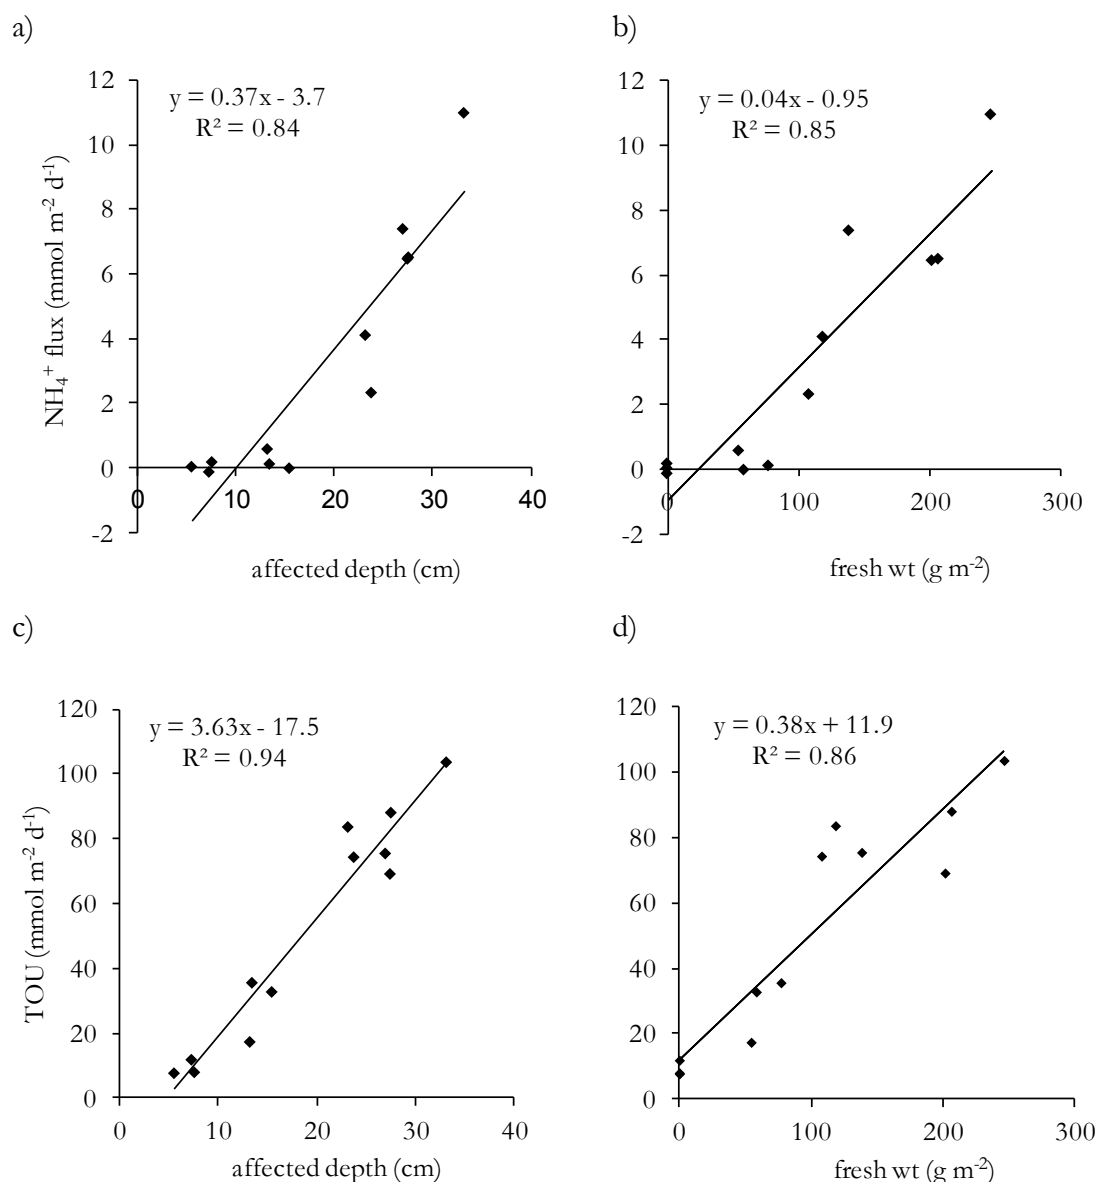 a)
y = 0.37x - 3.7
R² = 0.84
NH₄⁺ flux (mmol m⁻² d⁻¹)
12
10
8
6
4
2
0
-2
0 10 20 30 40
affected depth (cm)
b)
y = 0.04x - 0.95
R² = 0.85
12
10
8
6
4
2
0
-2
0 100 200 300
fresh wt (g m⁻²)
c)
y = 3.63x - 17.5
R² = 0.94
TOU (mmol m⁻² d⁻¹)
120
100
80
60
40
20
0
0 10 20 30 40
affected depth (cm)
d)
y = 0.38x + 11.9
R² = 0.86
120
100
80
60
40
20
0
0 100 200 300
fresh wt (g m⁻²)